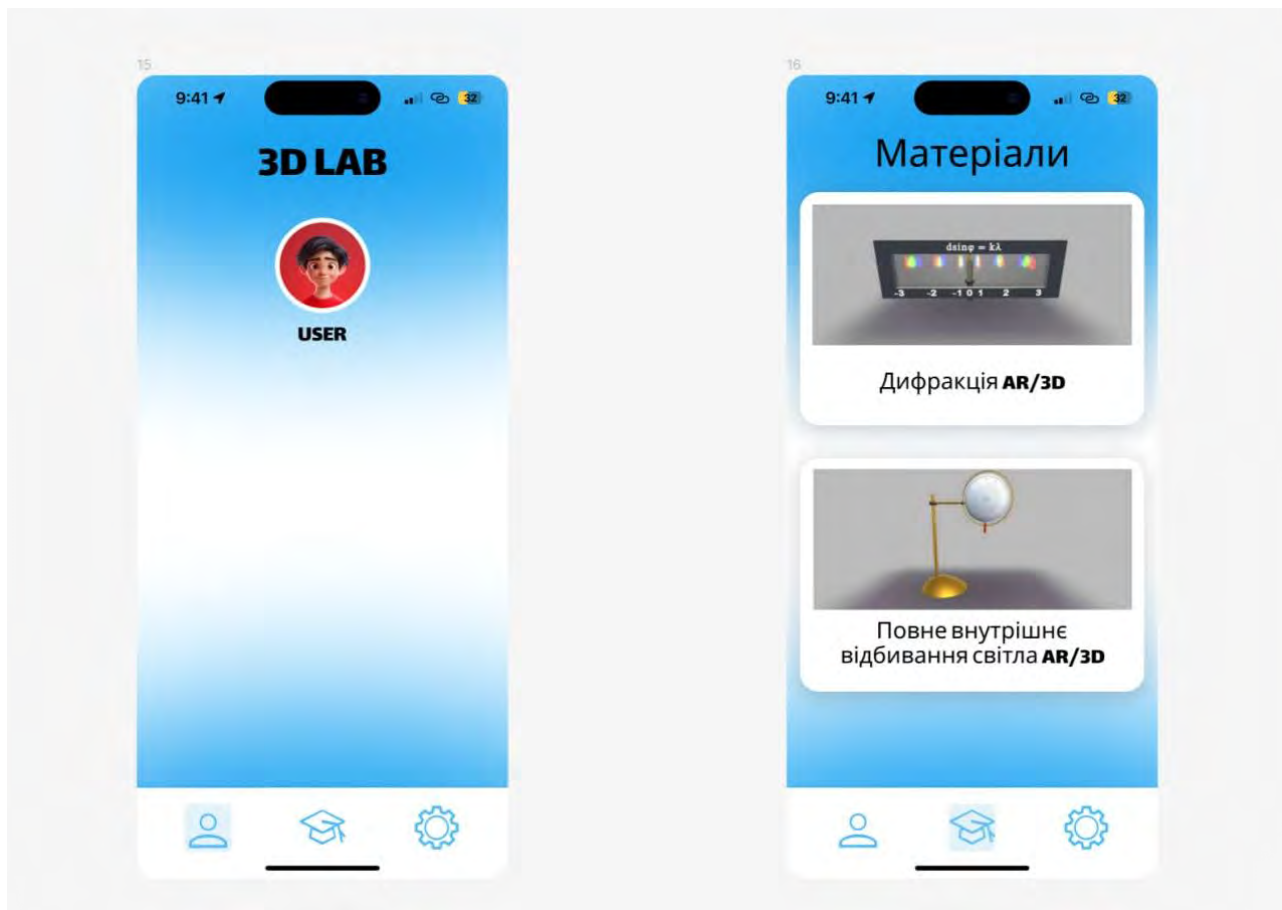 15
9:41
32
3D LAB
USER
16
9:41
32
Матеріали
dsinφ = kλ
-3 -2 -1 0 1 2 3
Дифракція AR/3D
Повне внутрішнє
відбивання світла AR/3D